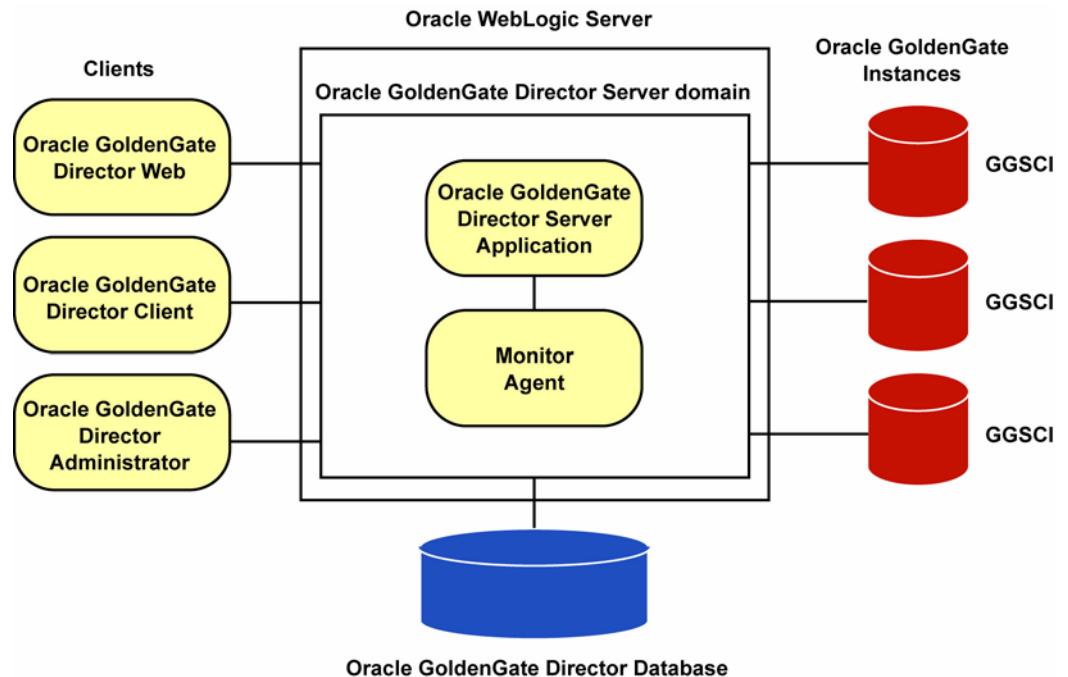 Oracle WebLogic Server
Oracle GoldenGate
Instances
Clients
Oracle GoldenGate Director Server domain
Oracle GoldenGate
Director Web
Oracle GoldenGate
Director Client
Oracle GoldenGate
Director
Administrator
Oracle GoldenGate
Director Server
Application
Monitor
Agent
GGSCI
GGSCI
GGSCI
Oracle GoldenGate Director Database